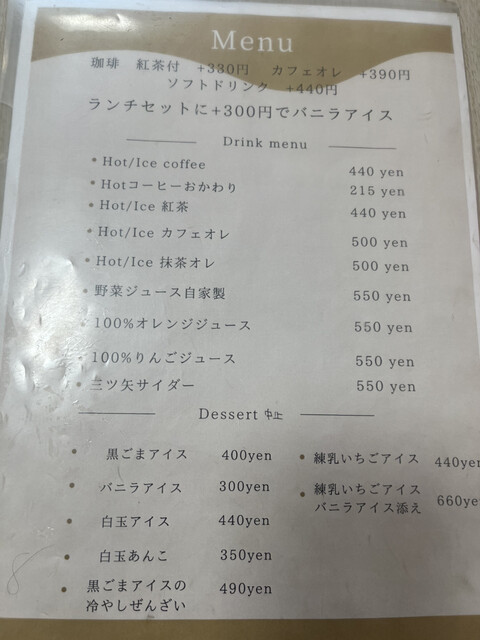 Menu
珈琲 紅茶付 +330円 カフェオレ +390円
ソフトドリンク +440円
ランチセットに+300円でバニラアイス
Drink menu
Hot/Ice coffee 440 yen
Hotコーヒーおかわり 215 yen
Hot/Ice 紅茶 440 yen
Hot/Ice カフェオレ 500 yen
Hot/Ice 抹茶オレ 500 yen
野菜ジュース自家製 550 yen
100%オレンジジュース 550 yen
100%りんごジュース 550 yen
三ツ矢サイダー 550 yen
Dessert 中止
黒ごまアイス 400yen
バニラアイス 300yen
白玉アイス 440yen
白玉あんこ 350yen
黒ごまアイスの
冷やしぜんざい 490yen
練乳いちごアイス 440yen
練乳いちごアイス
バニラアイス添え 660yen